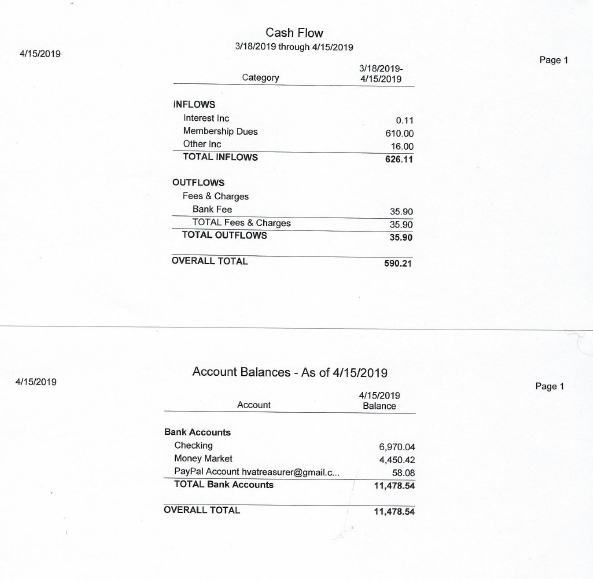 Cash Flow
3/18/2019 through 4/15/2019
4/15/2019
Page 1
3/18/2019-
Category 4/15/2019
INFLOWS
Interest Inc 0.11
Membership Dues 610.00
Other Inc 16.00
TOTAL INFLOWS 626.11
OUTFLOWS
Fees & Charges
Bank Fee 35.90
TOTAL Fees & Charges 35.90
TOTAL OUTFLOWS 35.90
OVERALL TOTAL 590.21
Account Balances - As of 4/15/2019
4/15/2019
Page 1
4/15/2019
Account Balance
Bank Accounts
Checking 6,970.04
Money Market 4,450.42
PayPal Account hvatreasurer@gmail.c... 58.08
TOTAL Bank Accounts 11,478.54
OVERALL TOTAL 11,478.54